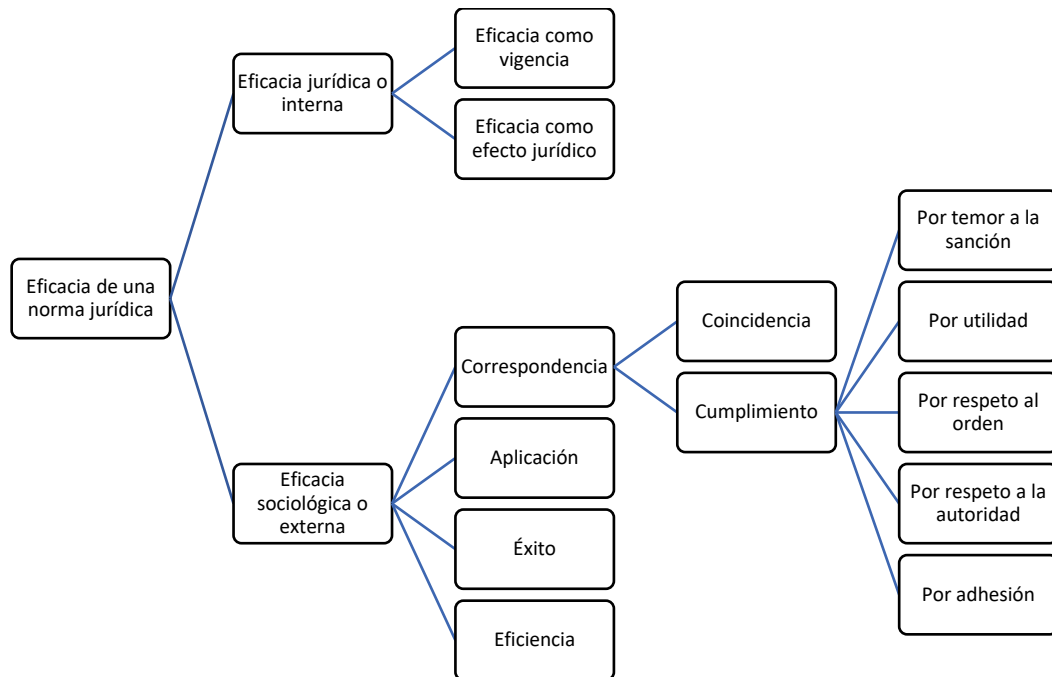 Eficacia de una
norma jurídica
Eficacia jurídica o
interna
Eficacia como
vigencia
Eficacia como
efecto jurídico
Eficacia
sociológica o
externa
Correspondencia
Coincidencia
Cumplimiento
Por temor a la
sanción
Por utilidad
Por respeto al
orden
Por respeto a la
autoridad
Por adhesión
Aplicación
Éxito
Eficiencia